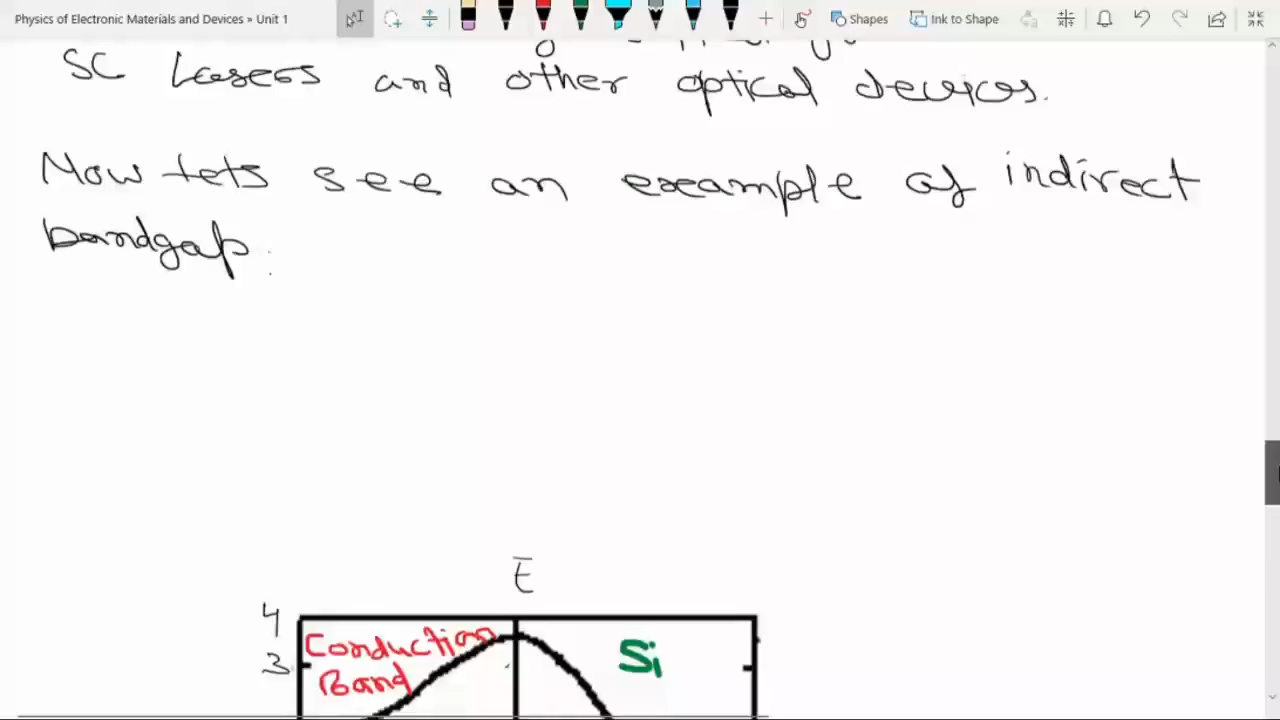 Physics of Electronic Materials and Devices » Unit 1
Shapes
Ink to Shape
SC Lasers and other optical devices.
Now lets see an example of indirect
bandgap.
E
4
Conduction
3
Band
Si